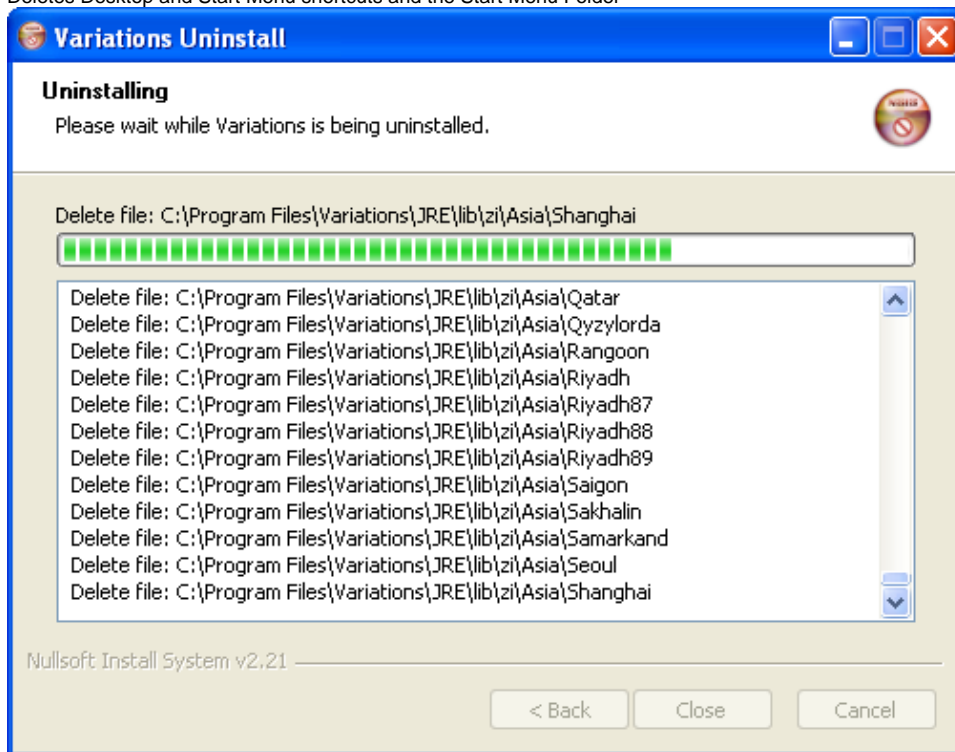 Deletes Desktop and Start Menu shortcuts and the Start Menu Folder
Variations Uninstall
Uninstalling
Please wait while Variations is being uninstalled.
Delete file: C:\Program Files\Variations\JRE\lib\zi\Asia\Shanghai
Delete file: C:\Program Files\Variations\JRE\lib\zi\Asia\Qatar
Delete file: C:\Program Files\Variations\JRE\lib\zi\Asia\Qyzylorda
Delete file: C:\Program Files\Variations\JRE\lib\zi\Asia\Rangoon
Delete file: C:\Program Files\Variations\JRE\lib\zi\Asia\Riyadh
Delete file: C:\Program Files\Variations\JRE\lib\zi\Asia\Riyadh87
Delete file: C:\Program Files\Variations\JRE\lib\zi\Asia\Riyadh88
Delete file: C:\Program Files\Variations\JRE\lib\zi\Asia\Riyadh89
Delete file: C:\Program Files\Variations\JRE\lib\zi\Asia\Saigon
Delete file: C:\Program Files\Variations\JRE\lib\zi\Asia\Sakhalin
Delete file: C:\Program Files\Variations\JRE\lib\zi\Asia\Samarkand
Delete file: C:\Program Files\Variations\JRE\lib\zi\Asia\Seoul
Delete file: C:\Program Files\Variations\JRE\lib\zi\Asia\Shanghai
Nullsoft Install System v2.21
< Back Close Cancel